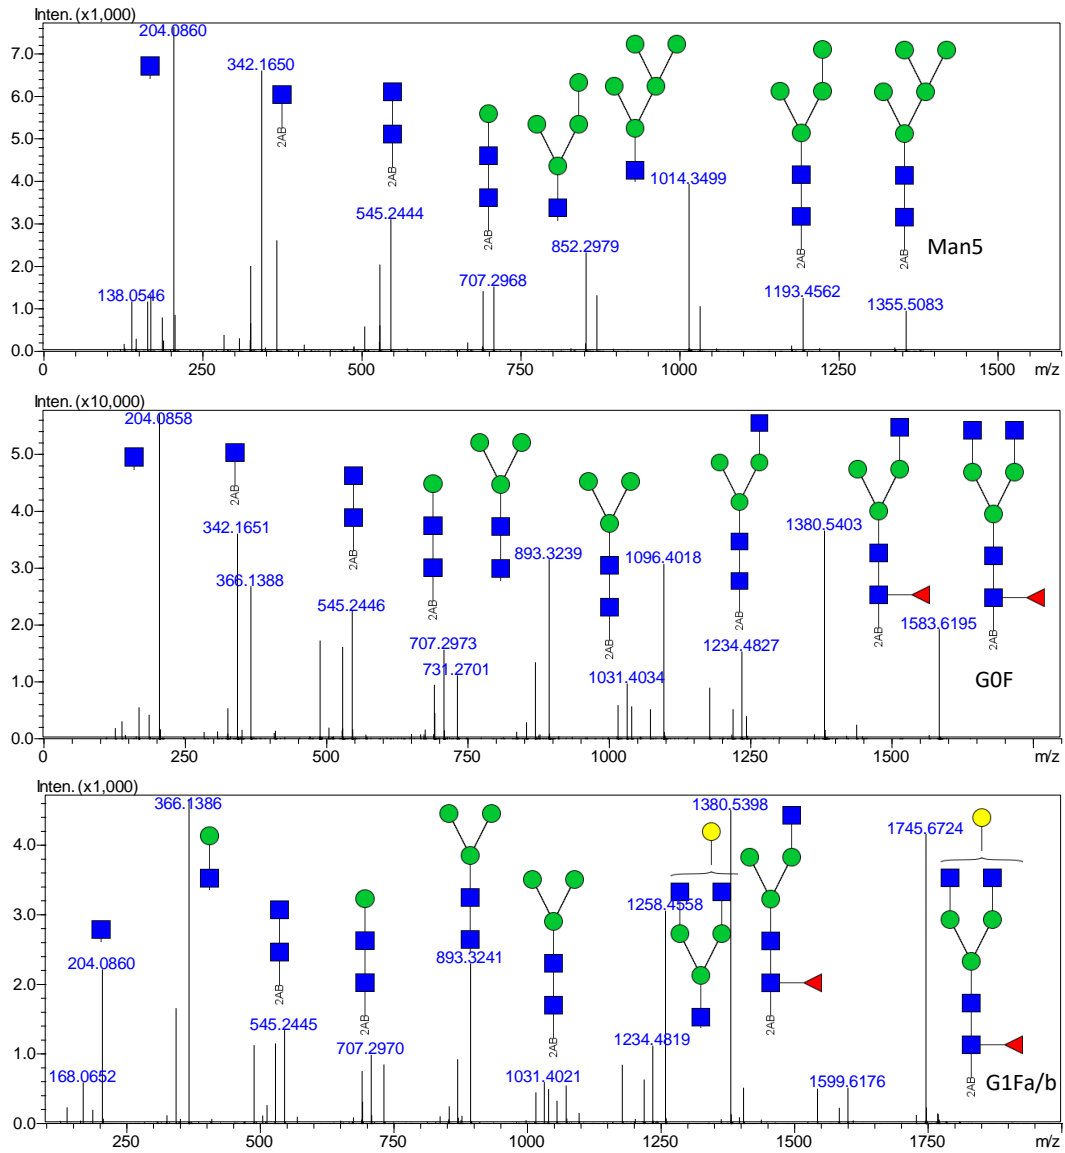 Inten. (x1,000)
204.0860
7.0
342.1650
6.0
2AB
5.0
2AB
4.0
1014.3499
545.2444
3.0
2AB
852.2979
Man5
2AB
2AB
2.0
707.2968
138.0546
1193.4562
1355.5083
1.0
0.0
0
250
500
750
1000
1250
1500
m/z
Inten. (x10,000)
204.0858
5.0
2AB
4.0
342.1651
2AB
1380.5403
893.3239
1096.4018
3.0
366.1388
2AB
545.2446
2AB
2AB
2AB
2AB
1583.6195
2.0
707.2973
1234.4827
731.2701
1031.4034
G0F
1.0
0.0
0
250
500
750
1000
1250
1500
m/z
Inten. (x1,000)
366.1386
1380.5398
1745.6724
4.0
1258.4558
3.0
893.3241
204.0860
2AB
2.0
2AB
2AB
2AB
545.2445
1234.4819
707.2970
2AB
G1Fa/b
168.0652
1031.4021
1599.6176
1.0
0.0
250
500
750
1000
1250
1500
1750
m/z